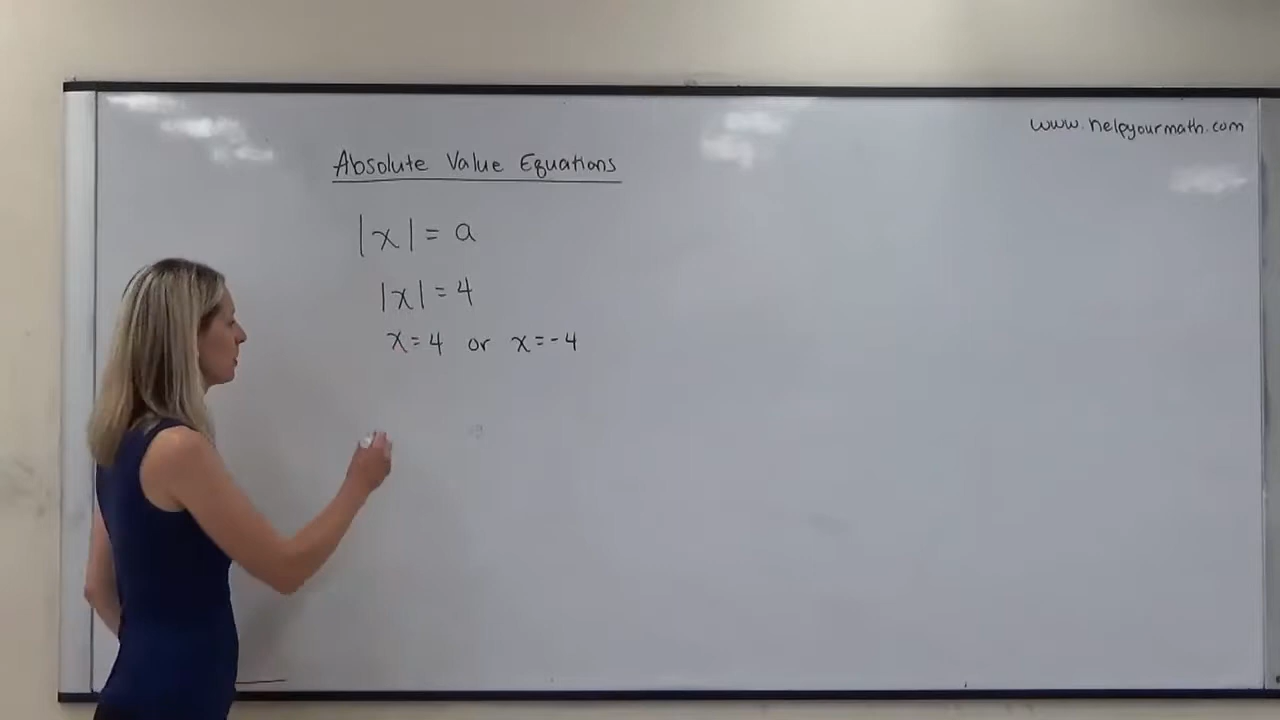 www.helpyourmath.com
Absolute Value Equations
|x| = a
|x| = 4
x = 4 or x = -4